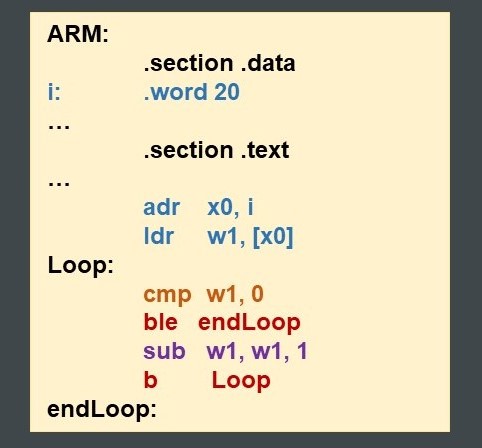 ARM:
.section .data
i: .word 20
...
.section .text
...
adr x0, i
ldr w1, [x0]
Loop:
cmp w1, 0
ble endLoop
sub w1, w1, 1
b Loop
endLoop: